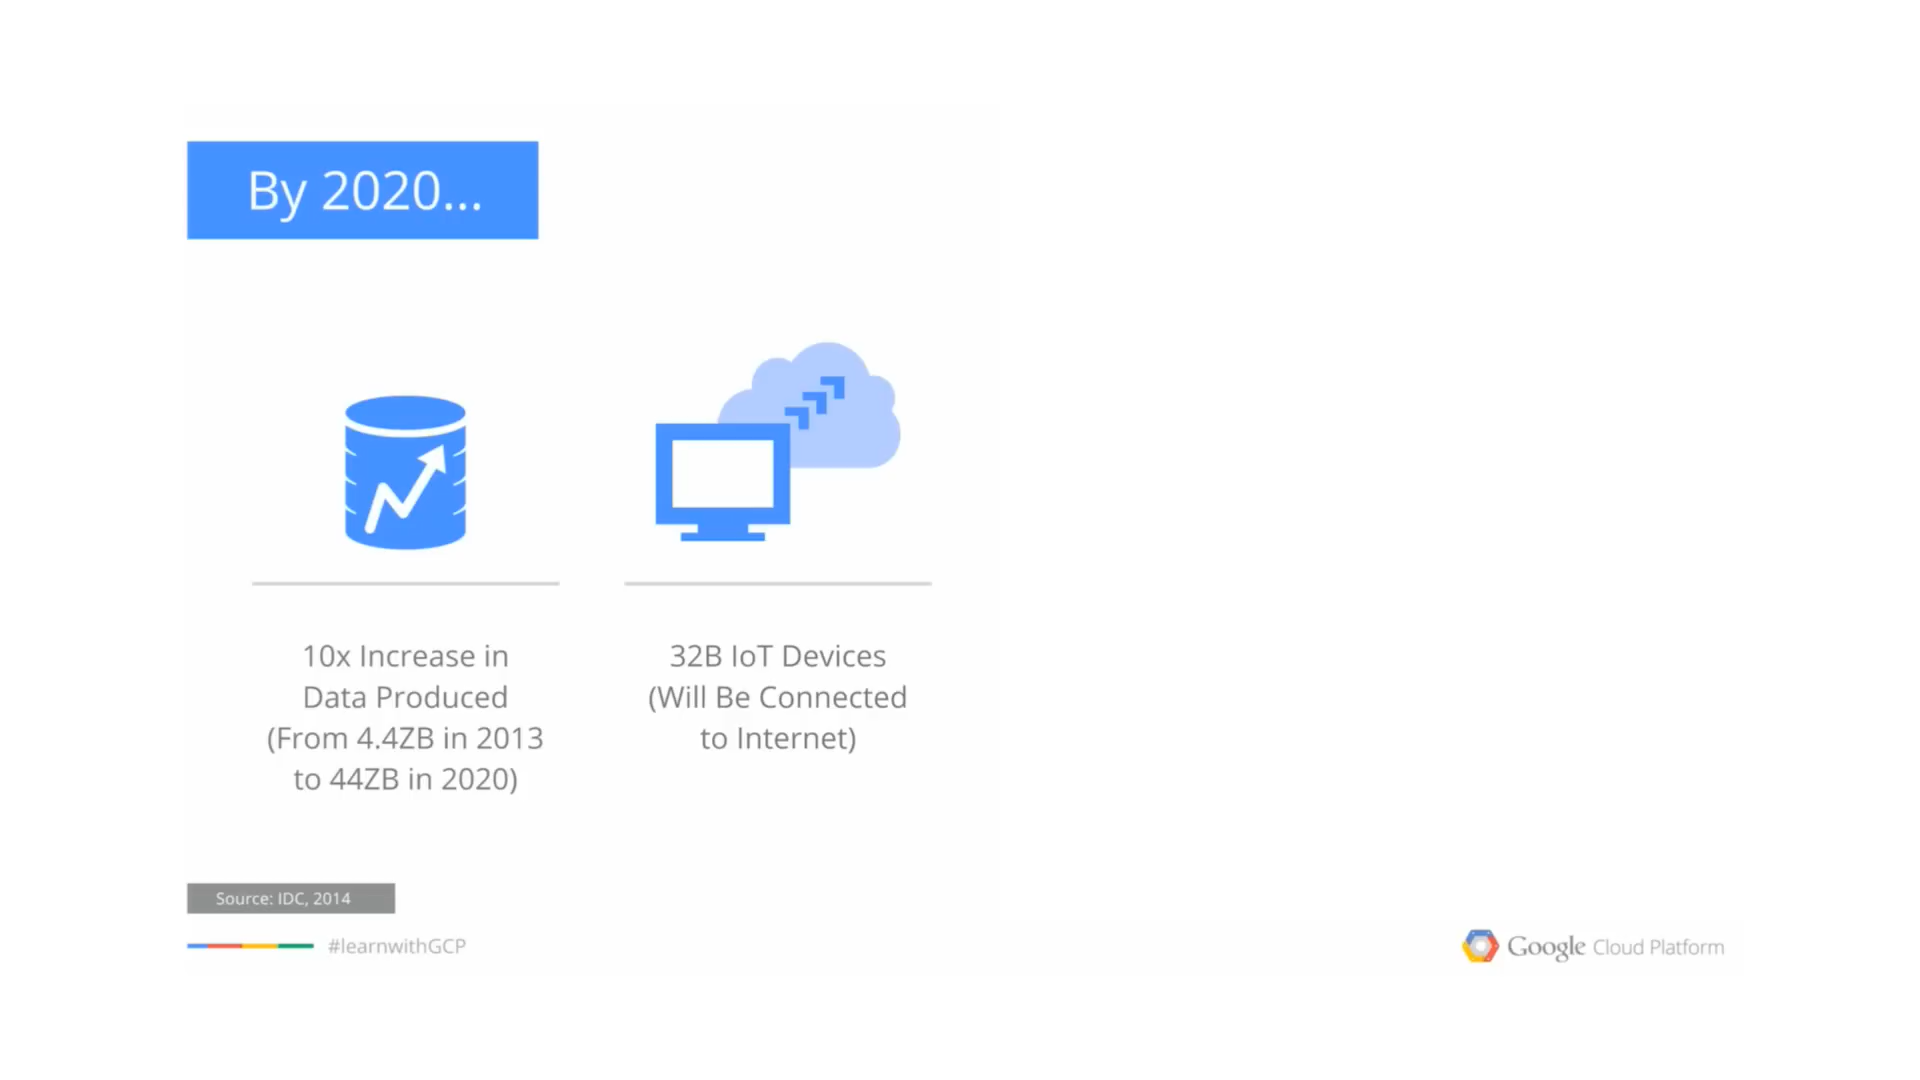 By 2020...
10x Increase in
Data Produced
(From 4.4ZB in 2013
to 44ZB in 2020)
32B IoT Devices
(Will Be Connected
to Internet)
Source: IDC, 2014
#learnwithGCP
Google Cloud Platform